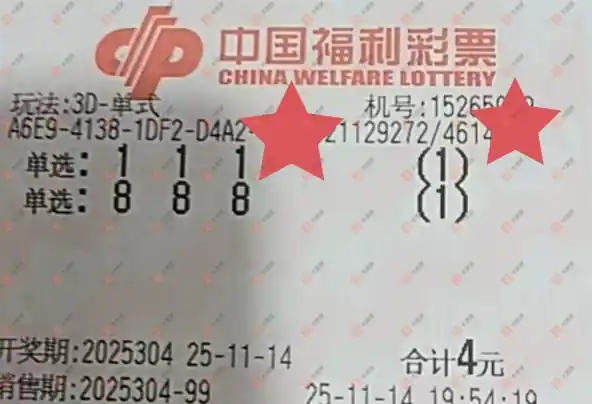 中国福利彩票
CHINA WELFARE LOTTERY
玩法:3D-单式 机号:15265
A6E9-4138-1DF2-D4A2- 21129272/4614
单选: 1 1 1 (1)
单选: 8 8 8 (1)
开奖期:2025304 25-11-14 合计4元
销售期:2025304-99 25-11-14 19:54:19